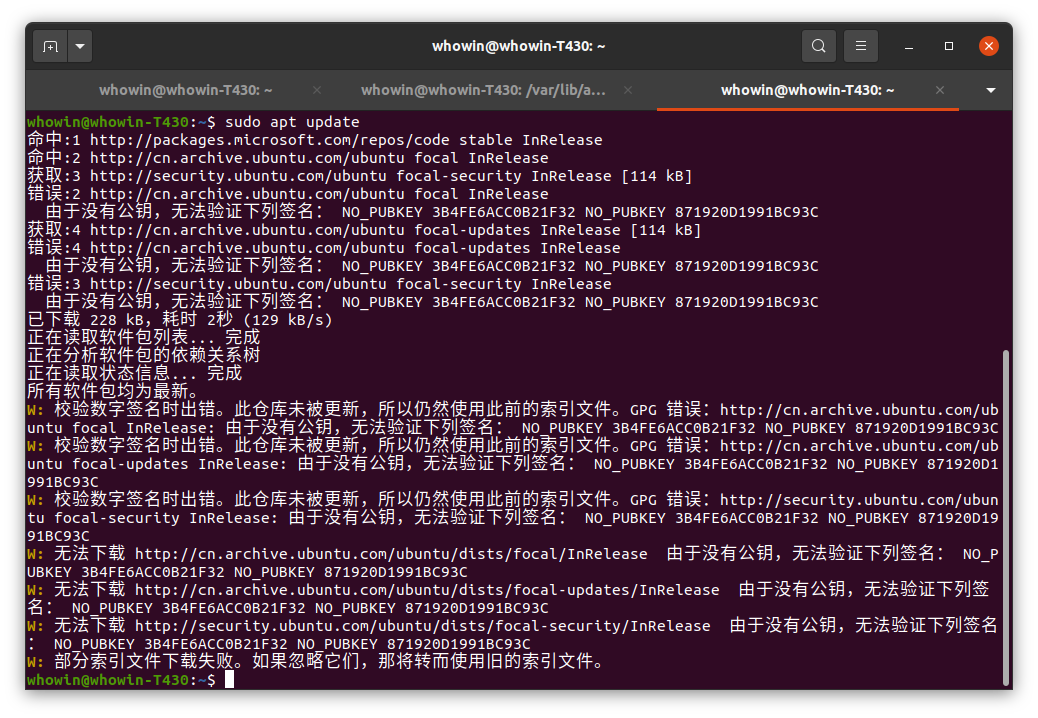 whowin@whowin-T430: ~
whowin@whowin-T430: ~
whowin@whowin-T430: /var/lib/a...
whowin@whowin-T430: ~
whowin@whowin-T430:~$ sudo apt update
命中:1 http://packages.microsoft.com/repos/code stable InRelease
命中:2 http://cn.archive.ubuntu.com/ubuntu focal InRelease
获取:3 http://security.ubuntu.com/ubuntu focal-security InRelease [114 kB]
错误:2 http://cn.archive.ubuntu.com/ubuntu focal InRelease
由于没有公钥，无法验证下列签名： NO_PUBKEY 3B4FE6ACC0B21F32 NO_PUBKEY 871920D1991BC93C
获取:4 http://cn.archive.ubuntu.com/ubuntu focal-updates InRelease [114 kB]
错误:4 http://cn.archive.ubuntu.com/ubuntu focal-updates InRelease
由于没有公钥，无法验证下列签名： NO_PUBKEY 3B4FE6ACC0B21F32 NO_PUBKEY 871920D1991BC93C
错误:3 http://security.ubuntu.com/ubuntu focal-security InRelease
由于没有公钥，无法验证下列签名： NO_PUBKEY 3B4FE6ACC0B21F32 NO_PUBKEY 871920D1991BC93C
已下载 228 kB，耗时 2秒 (129 kB/s)
正在读取软件包列表... 完成
正在分析软件包的依赖关系树
正在读取状态信息... 完成
所有软件包均为最新。
W: 校验数字签名时出错。此仓库未被更新，所以仍然使用此前的索引文件。GPG 错误：http://cn.archive.ubuntu.com/ub
untu focal InRelease: 由于没有公钥，无法验证下列签名： NO_PUBKEY 3B4FE6ACC0B21F32 NO_PUBKEY 871920D1991BC93C
W: 校验数字签名时出错。此仓库未被更新，所以仍然使用此前的索引文件。GPG 错误：http://cn.archive.ubuntu.com/ub
untu focal-updates InRelease: 由于没有公钥，无法验证下列签名： NO_PUBKEY 3B4FE6ACC0B21F32 NO_PUBKEY 871920D1
991BC93C
W: 校验数字签名时出错。此仓库未被更新，所以仍然使用此前的索引文件。GPG 错误：http://security.ubuntu.com/ubun
tu focal-security InRelease: 由于没有公钥，无法验证下列签名： NO_PUBKEY 3B4FE6ACC0B21F32 NO_PUBKEY 871920D19
91BC93C
W: 无法下载 http://cn.archive.ubuntu.com/ubuntu/dists/focal/InRelease  由于没有公钥，无法验证下列签名： NO_P
UBKEY 3B4FE6ACC0B21F32 NO_PUBKEY 871920D1991BC93C
W: 无法下载 http://cn.archive.ubuntu.com/ubuntu/dists/focal-updates/InRelease  由于没有公钥，无法验证下列签
名： NO_PUBKEY 3B4FE6ACC0B21F32 NO_PUBKEY 871920D1991BC93C
W: 无法下载 http://security.ubuntu.com/ubuntu/dists/focal-security/InRelease  由于没有公钥，无法验证下列签名
： NO_PUBKEY 3B4FE6ACC0B21F32 NO_PUBKEY 871920D1991BC93C
W: 部分索引文件下载失败。如果忽略它们，那将转而使用旧的索引文件。
whowin@whowin-T430:~$